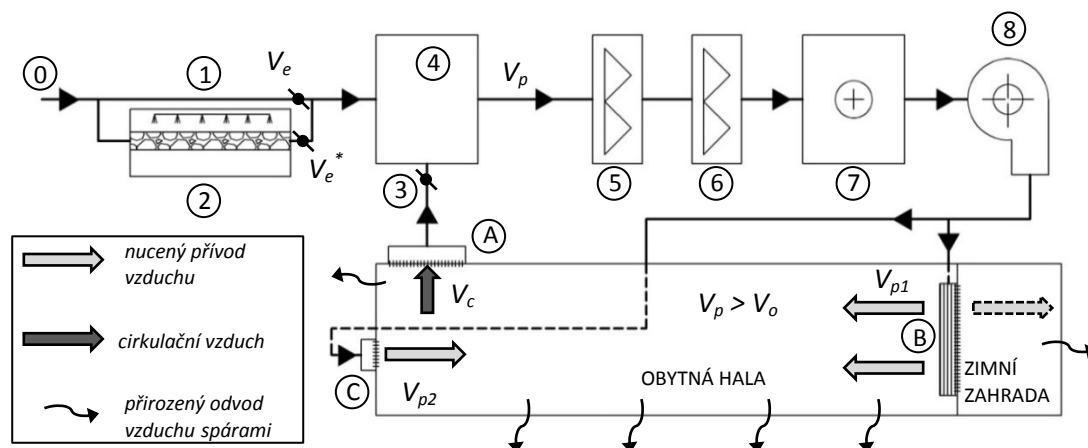 0
1
V_e
4
V_p
8
V_e*
2
3
5
6
7
nucený přívod
vzduchu
cirkulační vzduch
přirozený odvod
vzduchu spárami
A
V_c
V_p > V_o
V_p1
B
C
V_p2
OBYTNÁ HALA
ZIMNÍ
ZAHRADA